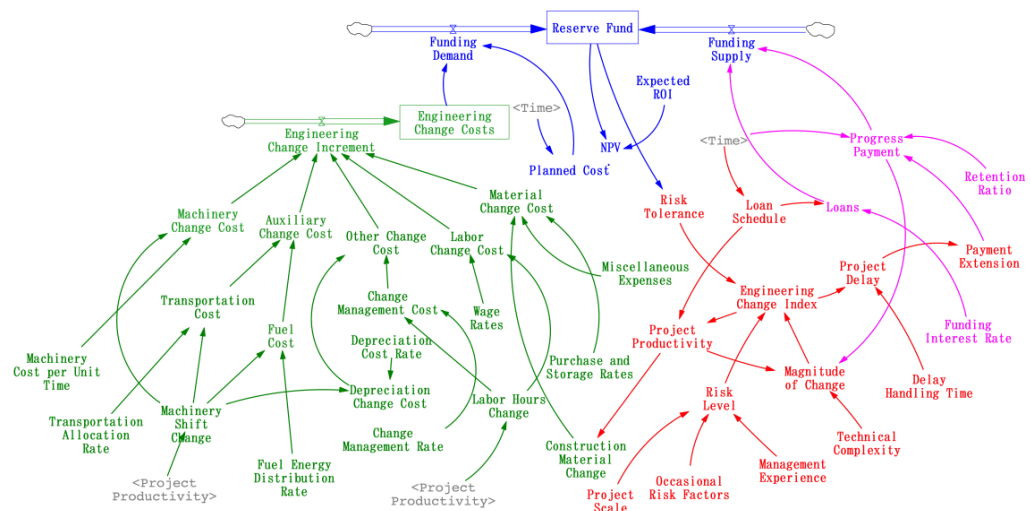 Reserve Fund
Funding
Demand
Funding
Supply
Expected
ROI
<Time>
Engineering
Change Costs
Engineering
Change Increment
NPV
Planned Cost
<Time>
Progress
Payment
Retention
Ratio
Material
Change Cost
Risk
Tolerance
Loan
Schedule
Loans
Machinery
Change Cost
Auxiliary
Change Cost
Other Change
Cost
Labor
Change Cost
Payment
Extension
Miscellaneous
Expenses
Project
Delay
Engineering
Change Index
Transportation
Cost
Change
Management Cost
Wage
Rates
Fuel
Cost
Project
Productivity
Funding
Interest Rate
Depreciation
Cost Rate
Purchase and
Storage Rates
Machinery
Cost per Unit
Time
Magnitude
of Change
Delay
Handling Time
Depreciation
Change Cost
Labor Hours
Change
Risk
Level
Machinery
Shift
Change
Transportation
Allocation
Rate
Change
Management Rate
Construction
Material
Change
Technical
Complexity
Fuel Energy
Distribution
Rate
Management
Experience
Occasional
Risk Factors
Project
Scale
<Project
Productivity>
<Project
Productivity>